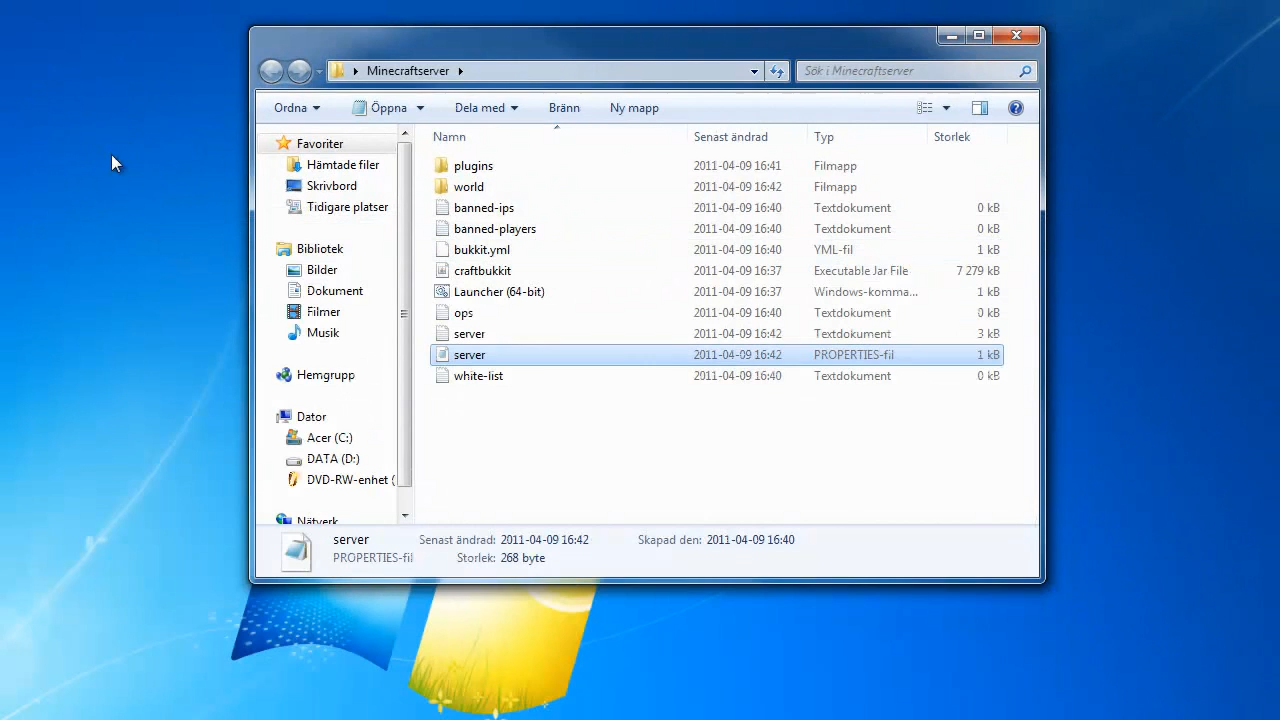 Minecraftserver
Sök i Minecraftserver
Ordna Öppna Dela med Bränn Ny mapp
Namn Senast ändrad Typ Storlek
Favoriter
Hämtade filer
Skrivbord
Tidigare platser
Bibliotek
Bilder
Dokument
Filmer
Musik
Hemgrupp
Dator
Acer (C:)
DATA (D:)
DVD-RW-enhet (
Nätverk
plugins 2011-04-09 16:41 Filmapp
world 2011-04-09 16:42 Filmapp
banned-ips 2011-04-09 16:40 Textdokument 0 kB
banned-players 2011-04-09 16:40 Textdokument 0 kB
bukkit.yml 2011-04-09 16:40 YML-fil 1 kB
craftbukkit 2011-04-09 16:37 Executable Jar File 7 279 kB
Launcher (64-bit) 2011-04-09 16:37 Windows-komma... 1 kB
ops 2011-04-09 16:40 Textdokument 0 kB
server 2011-04-09 16:42 Textdokument 3 kB
server 2011-04-09 16:42 PROPERTIES-fil 1 kB
white-list 2011-04-09 16:40 Textdokument 0 kB
server Senast ändrad: 2011-04-09 16:42 Skapad den: 2011-04-09 16:40
PROPERTIES-fil Storlek: 268 byte